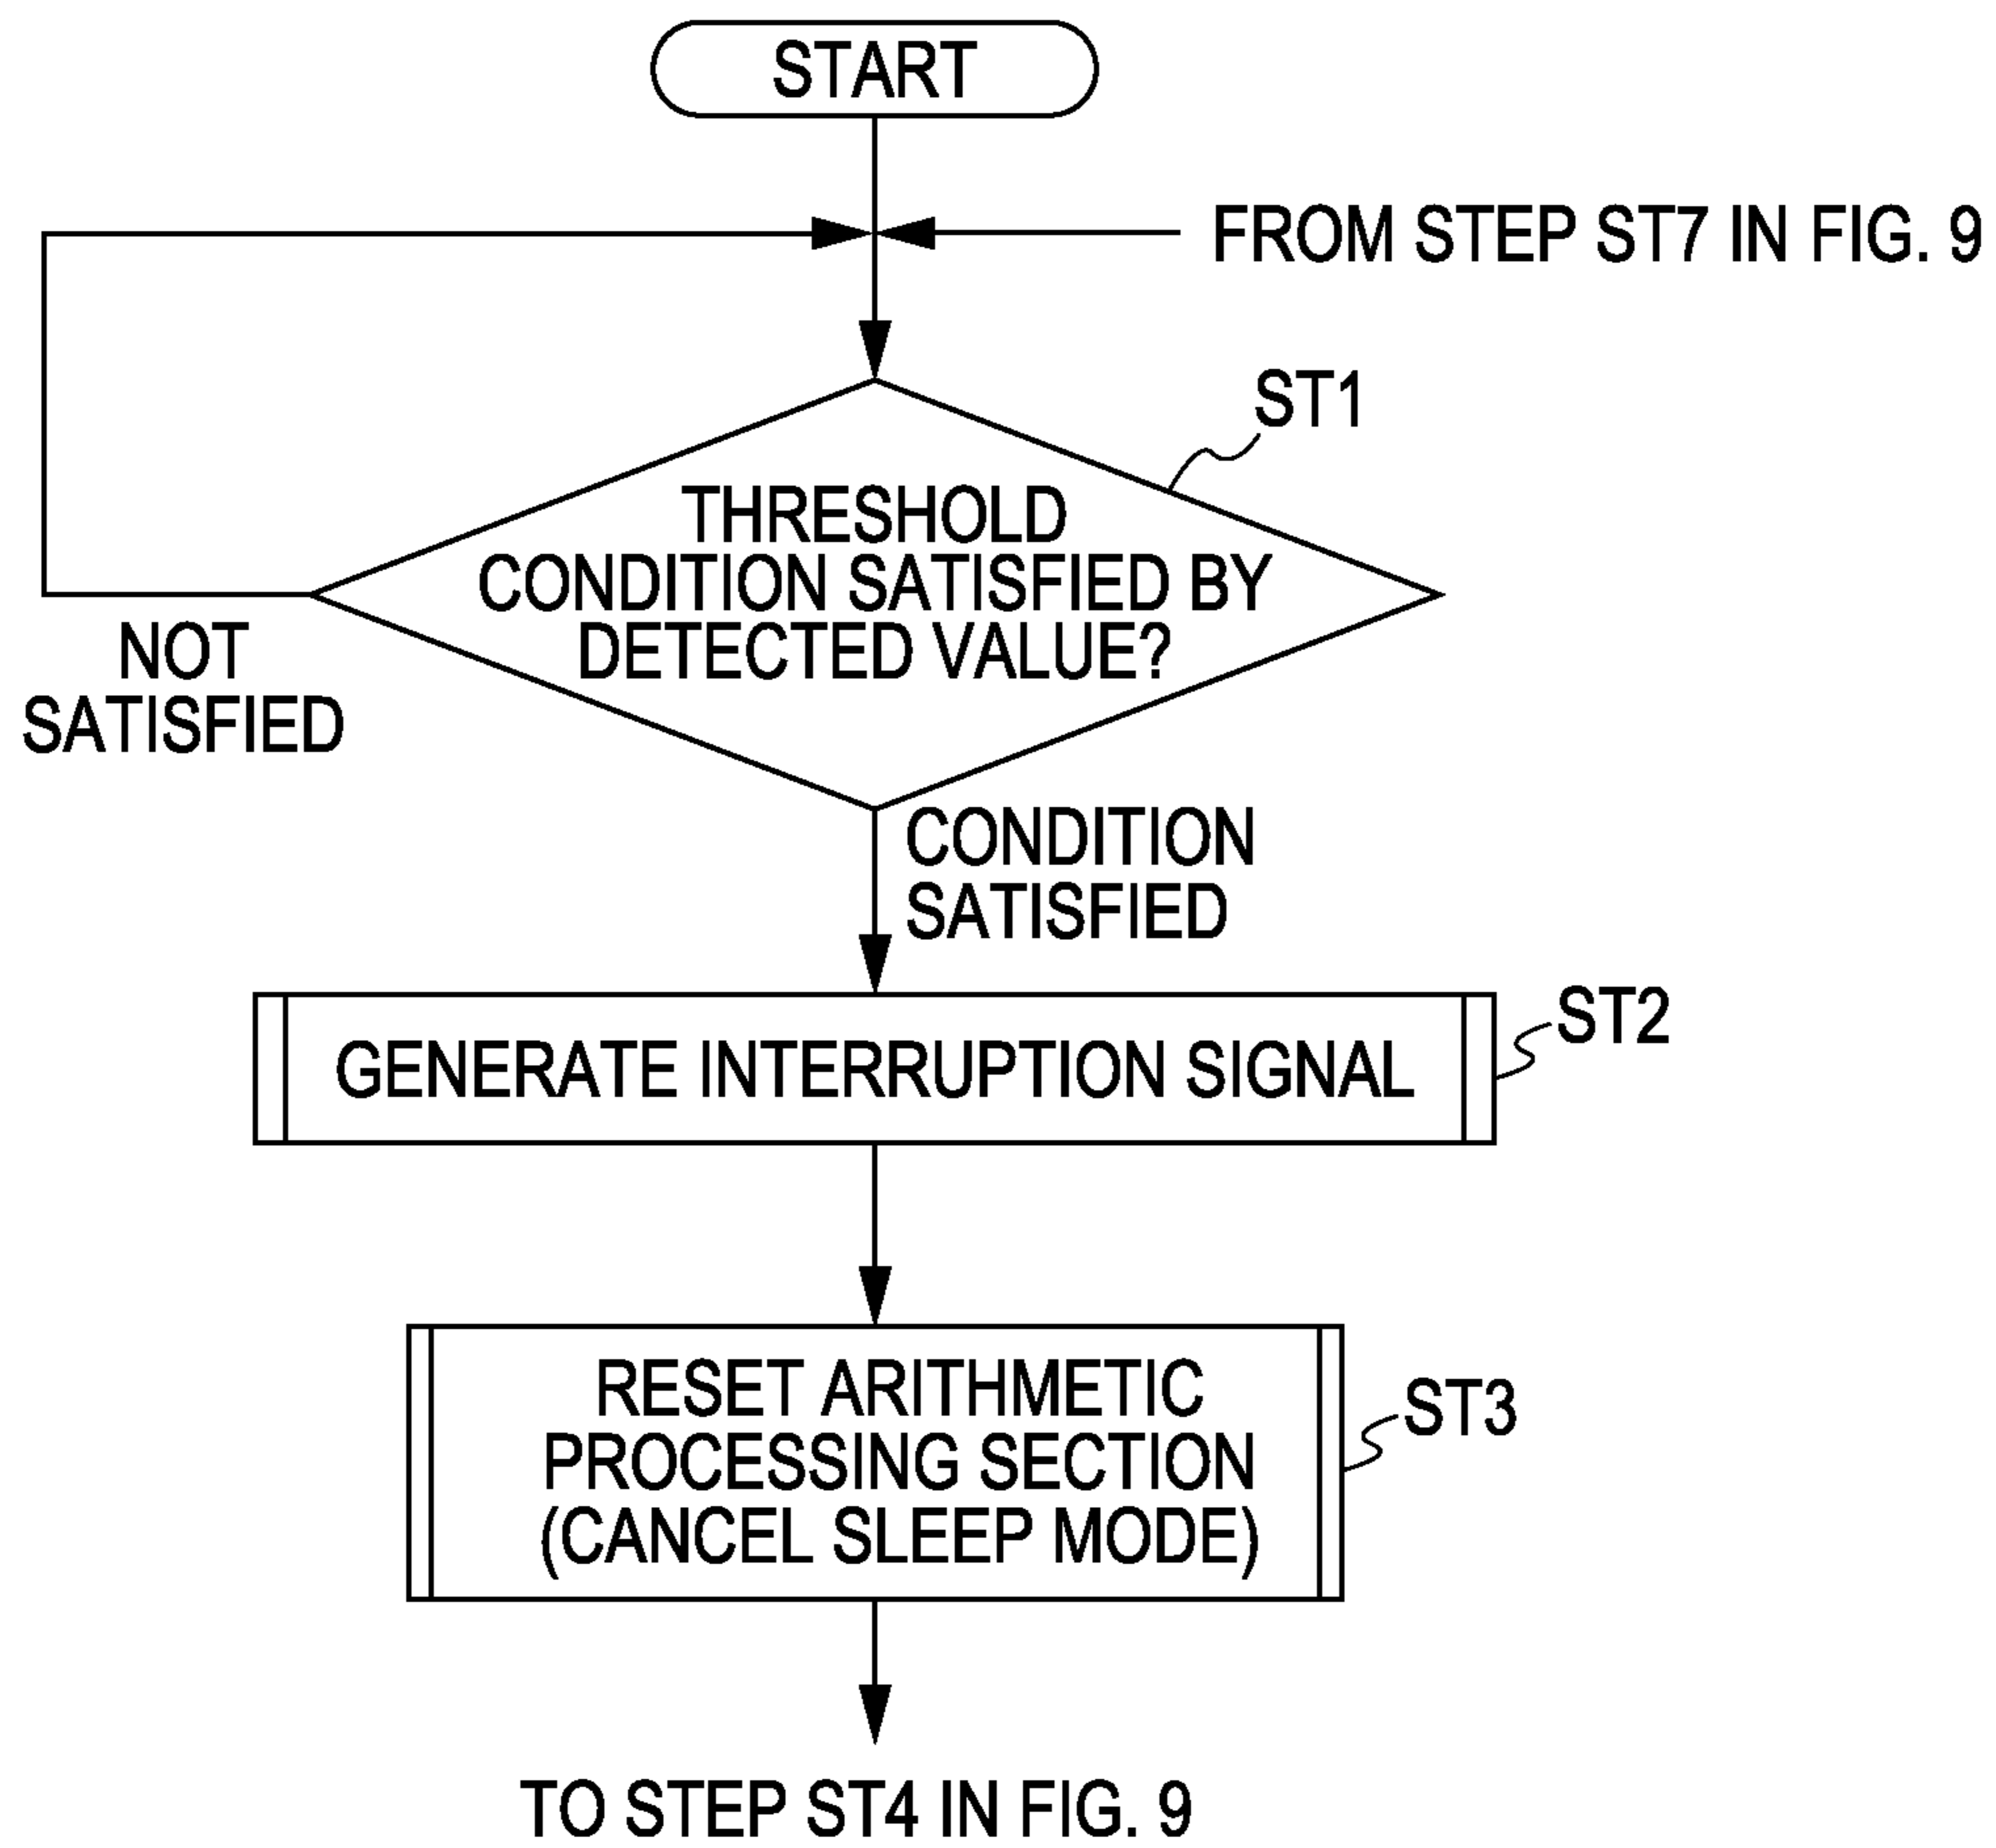 START
FROM STEP ST7 IN FIG. 9
ST1
THRESHOLD
CONDITION SATISFIED BY
DETECTED VALUE?
NOT
SATISFIED
CONDITION
SATISFIED
GENERATE INTERRUPTION SIGNAL
ST2
RESET ARITHMETIC
PROCESSING SECTION
(CANCEL SLEEP MODE)
ST3
TO STEP ST4 IN FIG. 9